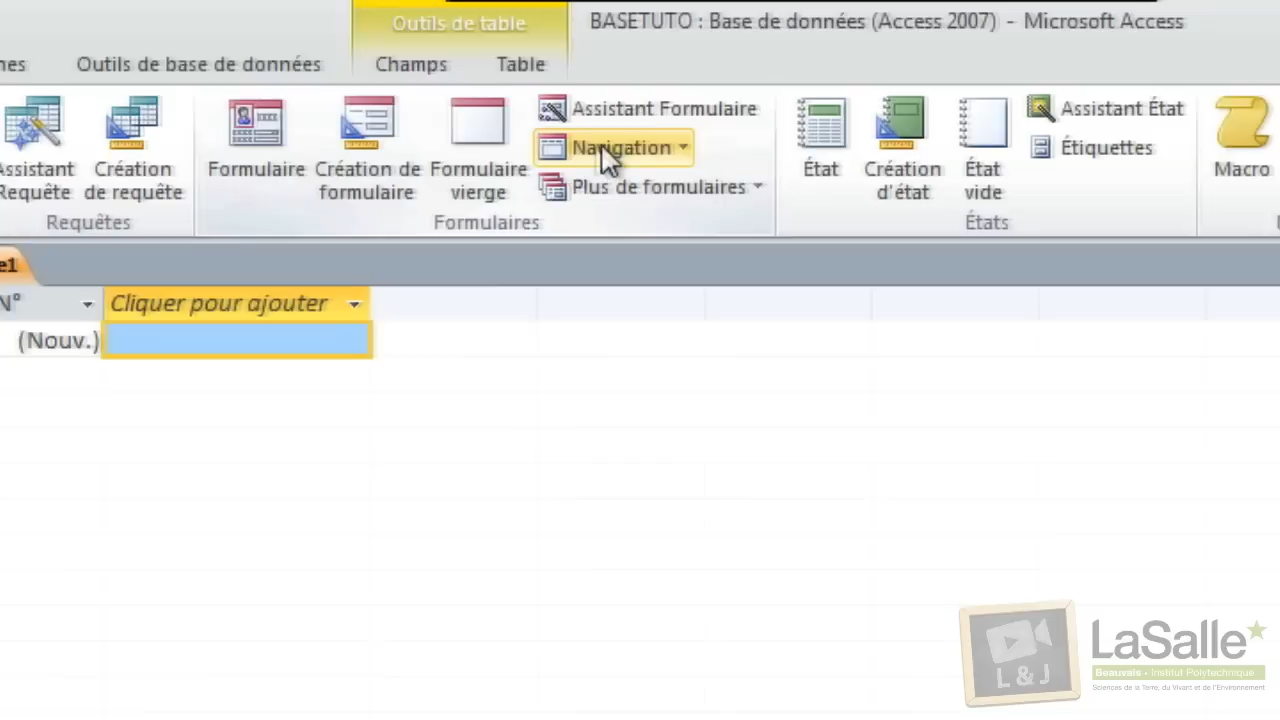 Outils de table
BASETUTO : Base de données (Access 2007) - Microsoft Access
nes
Outils de base de données
Champs
Table
Assistant
Requête
Création
de requête
Requêtes
Formulaire
Création de
formulaire
Formulaire
vierge
Assistant Formulaire
Navigation
Plus de formulaires
Formulaires
État
Création
d'état
État
vide
Assistant État
Étiquettes
États
Macro
e1
N°
Cliquer pour ajouter
(Nouv.)
L & J
LaSalle
Beauvais • Institut Polytechnique
Sciences de la Terre, du Vivant et de l'Environnement